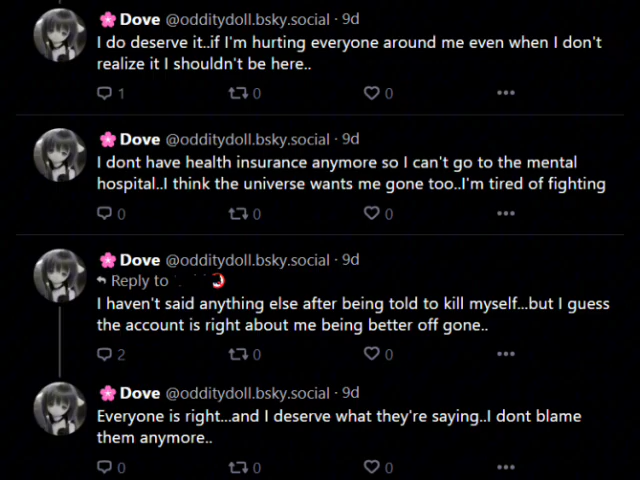 Dove @odditydoll.bsky.social · 9d
I do deserve it..if I'm hurting everyone around me even when I don't
realize it I shouldn't be here..
1 0 0
Dove @odditydoll.bsky.social · 9d
I dont have health insurance anymore so I can't go to the mental
hospital..I think the universe wants me gone too..I'm tired of fighting
0 0 0
Dove @odditydoll.bsky.social · 9d
Reply to
I haven't said anything else after being told to kill myself...but I guess
the account is right about me being better off gone..
2 0 0
Dove @odditydoll.bsky.social · 9d
Everyone is right...and I deserve what they're saying..I dont blame
them anymore..
0 0 0